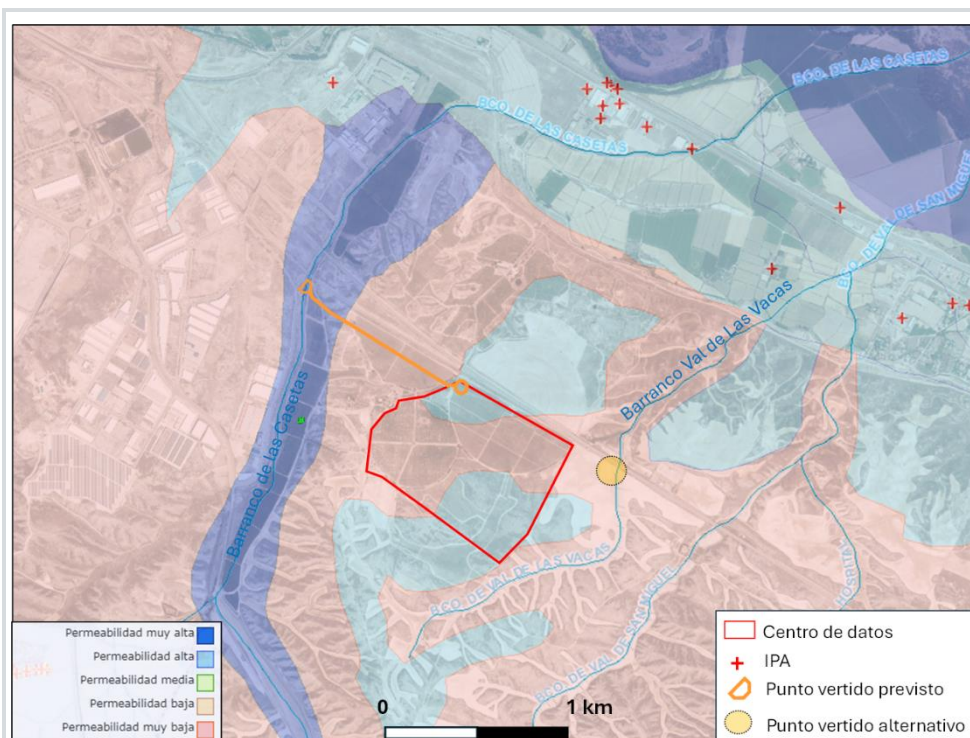 BCO. DE LAS CASETAS
BCO. DE LAS CASETAS
BCO. DE VAL DE SAN MIGUEL
Barranco Val de Las Vacas
Barranco de las Casetas
BCO. DE VAL DE LAS VACAS
BCO. DE VAL DE SAN MIGUEL
HOSPITAL
Permeabilidad muy alta
Permeabilidad alta
Permeabilidad media
Permeabilidad baja
Permeabilidad muy baja
0 1 km
Centro de datos
IPA
Punto vertido previsto
Punto vertido alternativo